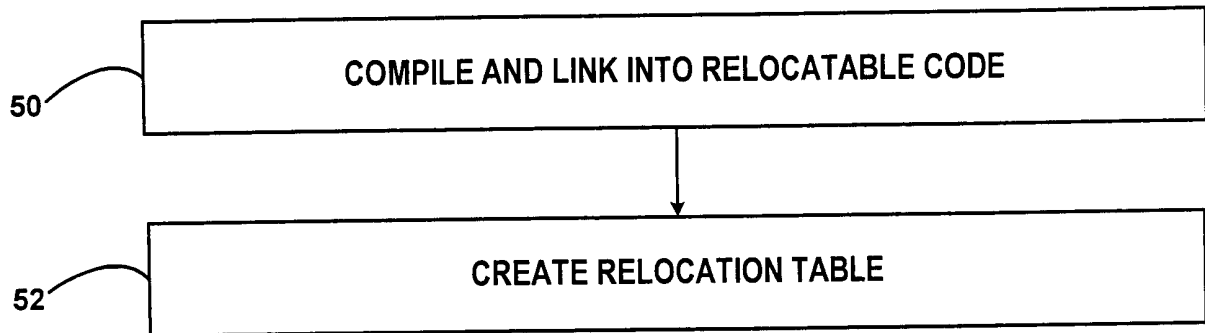 COMPILE AND LINK INTO RELOCATABLE CODE
50
CREATE RELOCATION TABLE
52